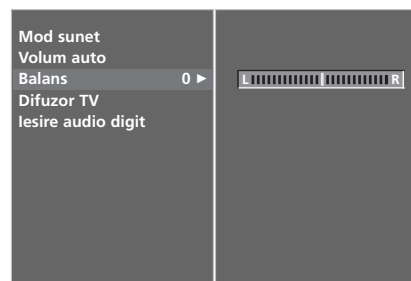 Mod sunet
Volum auto
Balans 0 ►
L R
Difuzor TV
Iesire audio digit